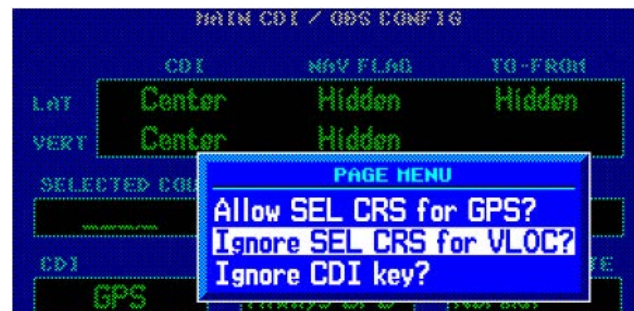 MAIN CDI / OBS CONFIG
CDI NAV FLAG TO-FROM
LAT Center Hidden Hidden
VERT Center Hidden
PAGE MENU
SELECTED
Allow SEL CRS for GPS?
Ignore SEL CRS for VLOC?
Ignore CDI key?
CDI
GPS